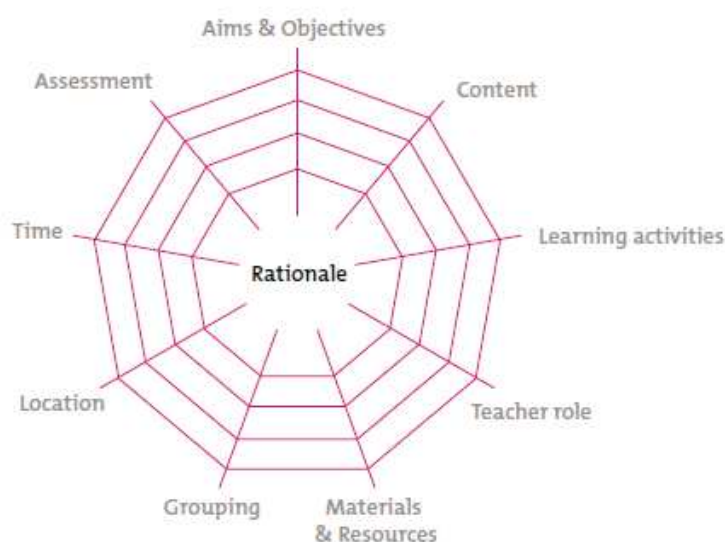 Aims & Objectives
Assessment
Content
Time
Learning activities
Rationale
Location
Teacher role
Grouping
Materials
& Resources